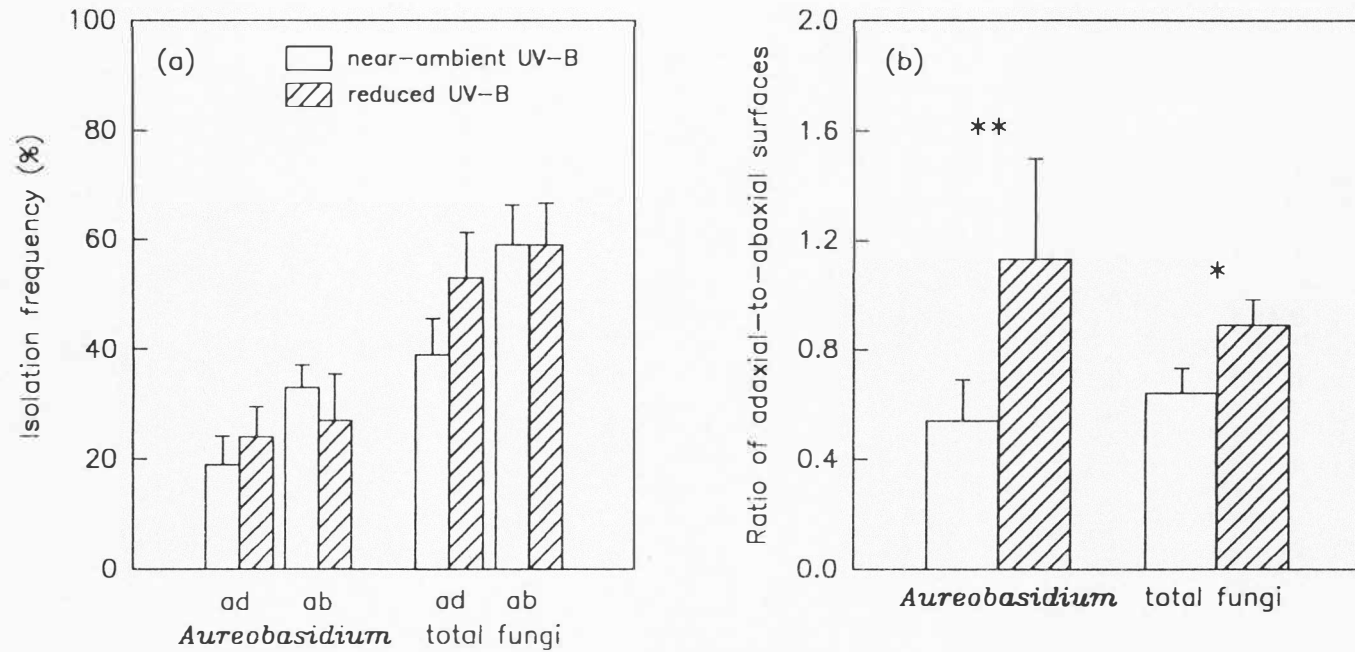 Isolation frequency (%)
100
80
60
40
20
0
(a)
near-ambient UV-B
reduced UV-B
ad ab ad ab
Aureobasidium total fungi
Ratio of adaxial-to-abaxial surfaces
2.0
1.6
1.2
0.8
0.4
0.0
(b)
**
*
Aureobasidium total fungi